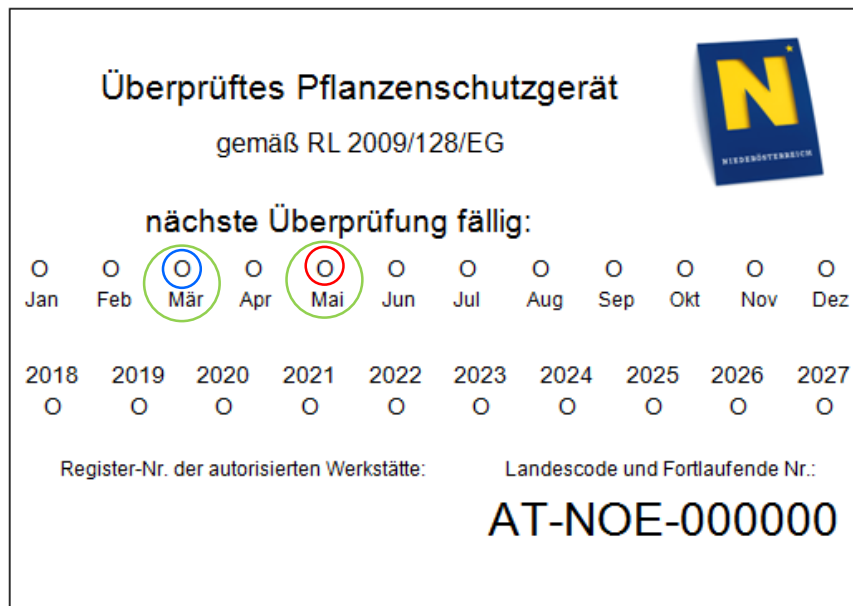 Überprüftes Pflanzenschutzgerät
gemäß RL 2009/128/EG
NIEDERÖSTERREICH
nächste Überprüfung fällig:
O O O O O O O O O O O O
Jan Feb Mär Apr Mai Jun Jul Aug Sep Okt Nov Dez
2018 2019 2020 2021 2022 2023 2024 2025 2026 2027
O O O O O O O O O O
Register-Nr. der autorisierten Werkstätte: Landescode und Fortlaufende Nr.:
AT-NOE-000000